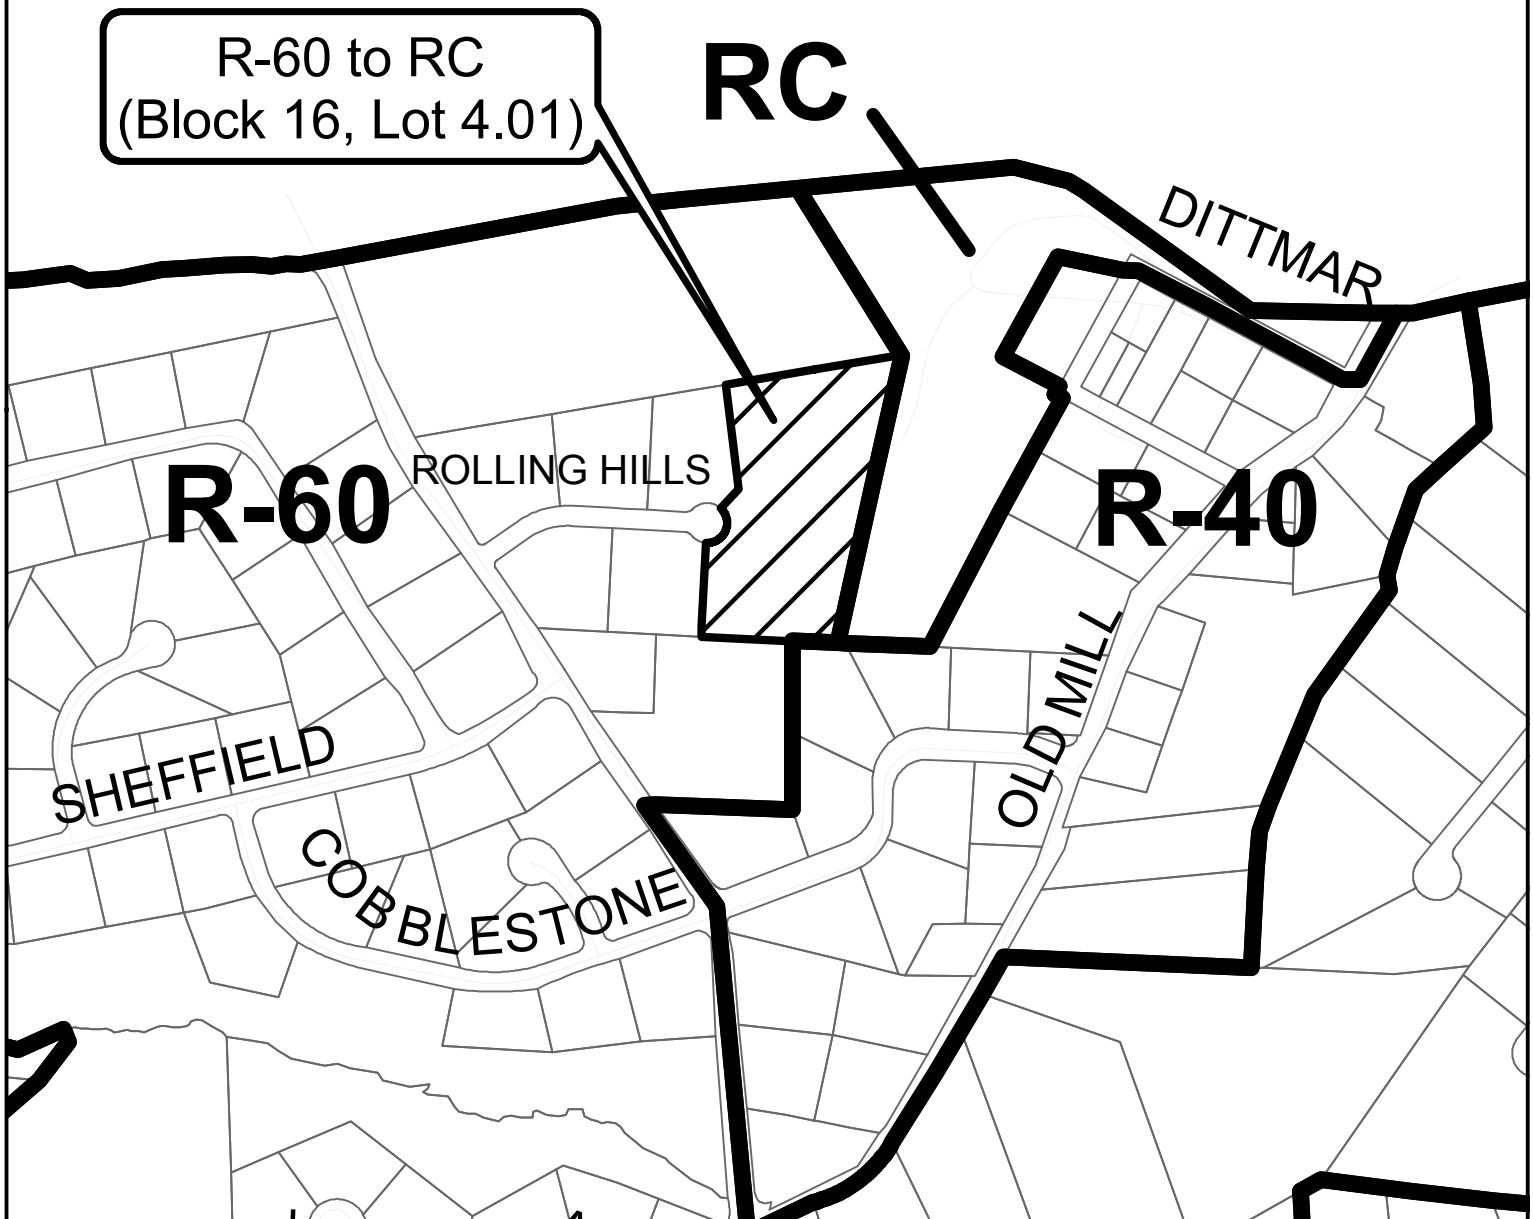 R-60 to RC
(Block 16, Lot 4.01)
RC
DITTMAR
R-60
ROLLING HILLS
R-40
OLD MILL
SHEFFIELD
COBBLESTONE